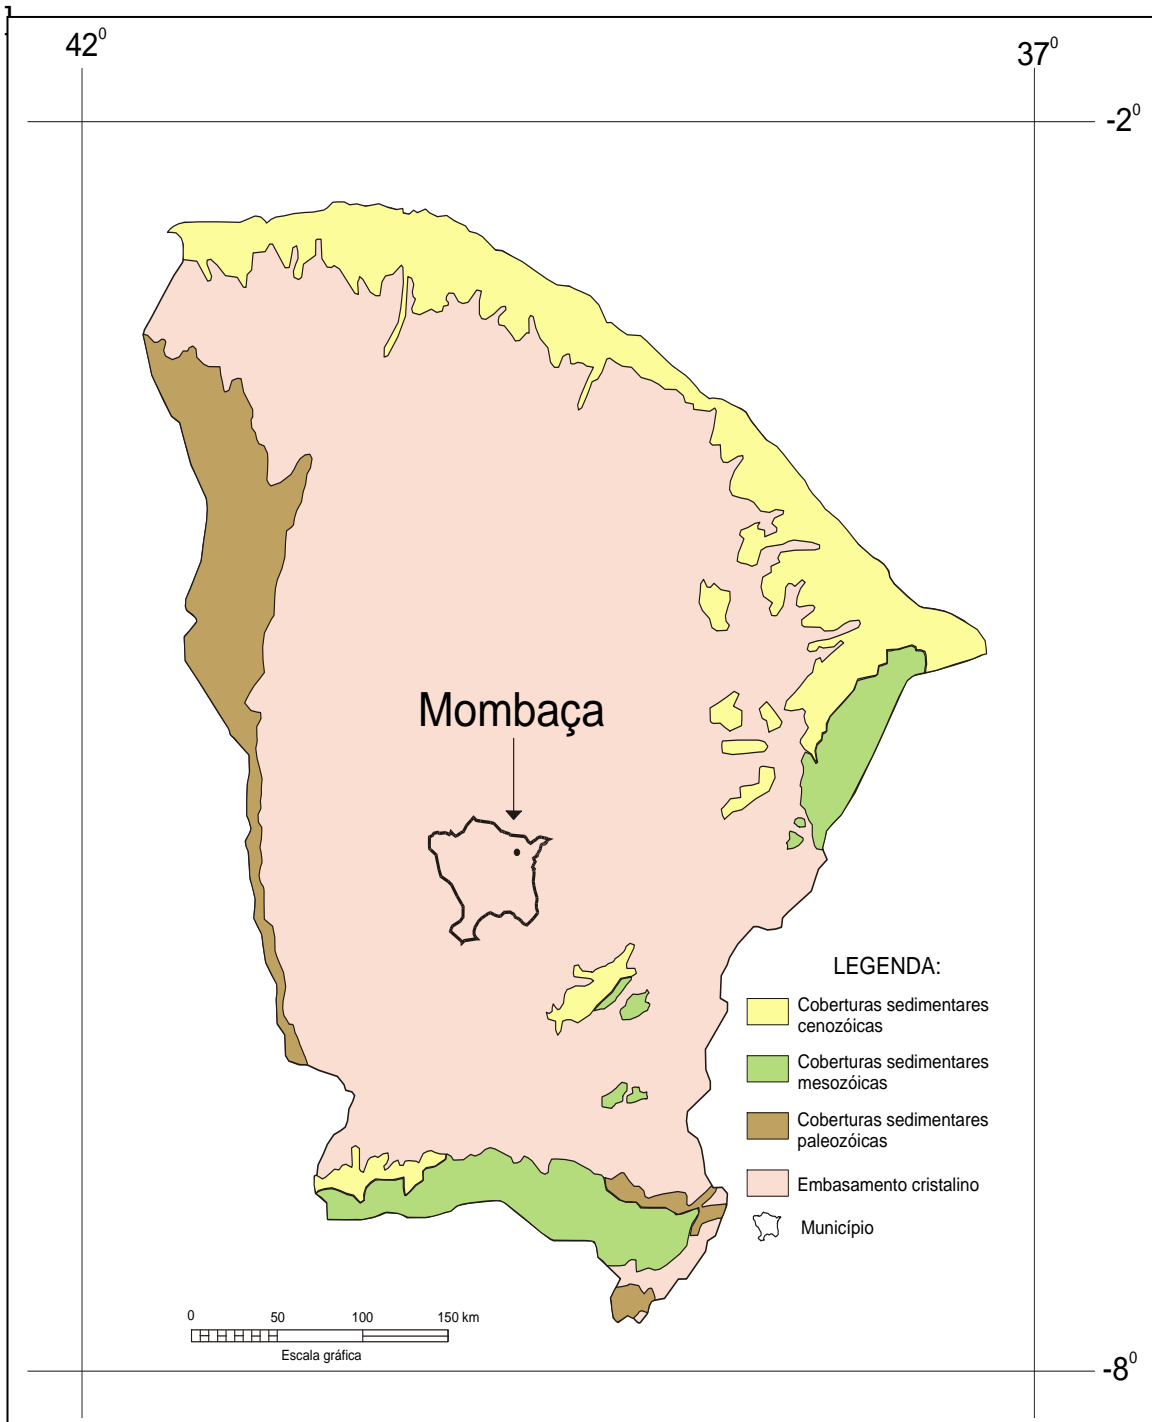 42⁰
37⁰
-2⁰
Mombaça
LEGENDA:
Coberturas sedimentares
cenozóicas
Coberturas sedimentares
mesozóicas
Coberturas sedimentares
paleozóicas
Embasamento cristalino
Município
0 50 100 150 km
Escala gráfica
-8⁰